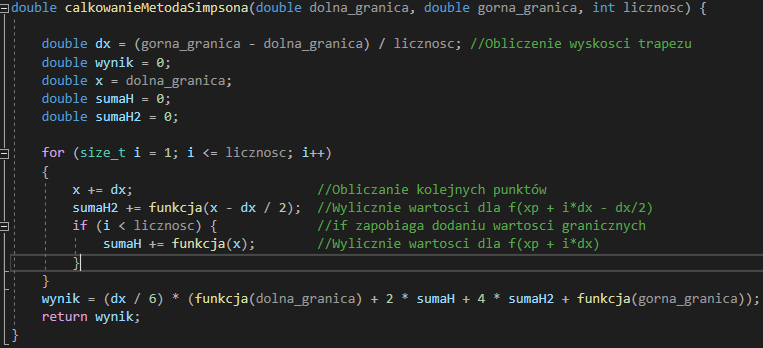 double calkowanieMetodaSimpsona(double dolna_granica, double gorna_granica, int licznosc) {
double dx = (gorna_granica - dolna_granica) / licznosc; //Obliczenie wyskosci trapezu
double wynik = 0;
double x = dolna_granica;
double sumaH = 0;
double sumaH2 = 0;
for (size_t i = 1; i <= licznosc; i++)
{
x += dx; //Obliczanie kolejnych punktów
sumaH2 += funkcja(x - dx / 2); //Wylicznie wartosci dla f(xp + i*dx - dx/2)
if (i < licznosc) { //if zapobiaga dodaniu wartosci granicznych
sumaH += funkcja(x); //Wylicznie wartosci dla f(xp + i*dx)
}
}
wynik = (dx / 6) * (funkcja(dolna_granica) + 2 * sumaH + 4 * sumaH2 + funkcja(gorna_granica));
return wynik;
}